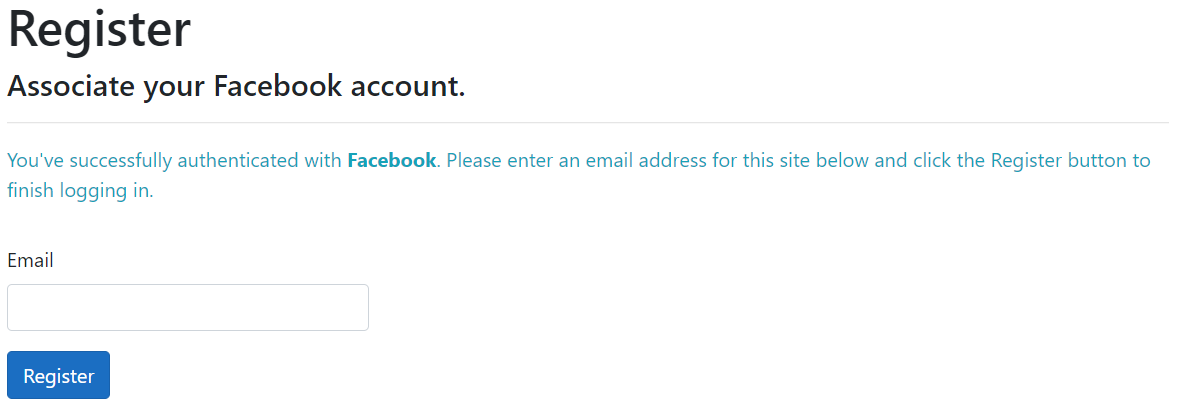 Register
Associate your Facebook account.
You've successfully authenticated with Facebook. Please enter an email address for this site below and click the Register button to
finish logging in.
Email
Register